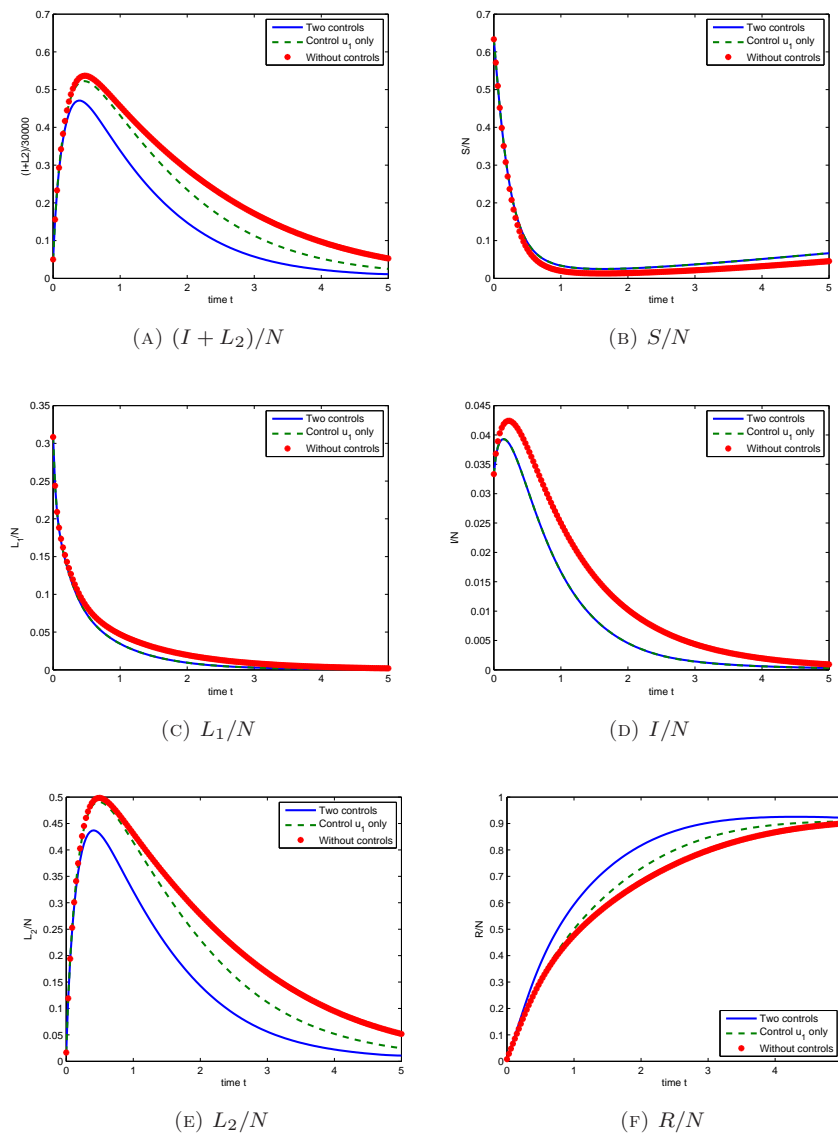 0.7
0.6
0.5
0.4
0.3
0.2
0.1
0
(I+L2)/30000
0 1 2 3 4 5
time t
Two controls
Control u₁ only
Without controls
(A) (I + L₂)/N
0.7
0.6
0.5
0.4
0.3
0.2
0.1
0
S/N
0 1 2 3 4 5
time t
Two controls
Control u₁ only
Without controls
(B) S/N
0.35
0.3
0.25
0.2
0.15
0.1
0.05
0
L₁/N
0 1 2 3 4 5
time t
Two controls
Control u₁ only
Without controls
(C) L₁/N
0.045
0.04
0.035
0.03
0.025
0.02
0.015
0.01
0.005
0
I/N
0 1 2 3 4 5
time t
Two controls
Control u₁ only
Without controls
(D) I/N
0.5
0.45
0.4
0.35
0.3
0.25
0.2
0.15
0.1
0.05
0
L₂/N
0 1 2 3 4 5
time t
Two controls
Control u₁ only
Without controls
(E) L₂/N
1
0.9
0.8
0.7
0.6
0.5
0.4
0.3
0.2
0.1
0
R/N
0 1 2 3 4
time t
Two controls
Control u₁ only
Without controls
(F) R/N